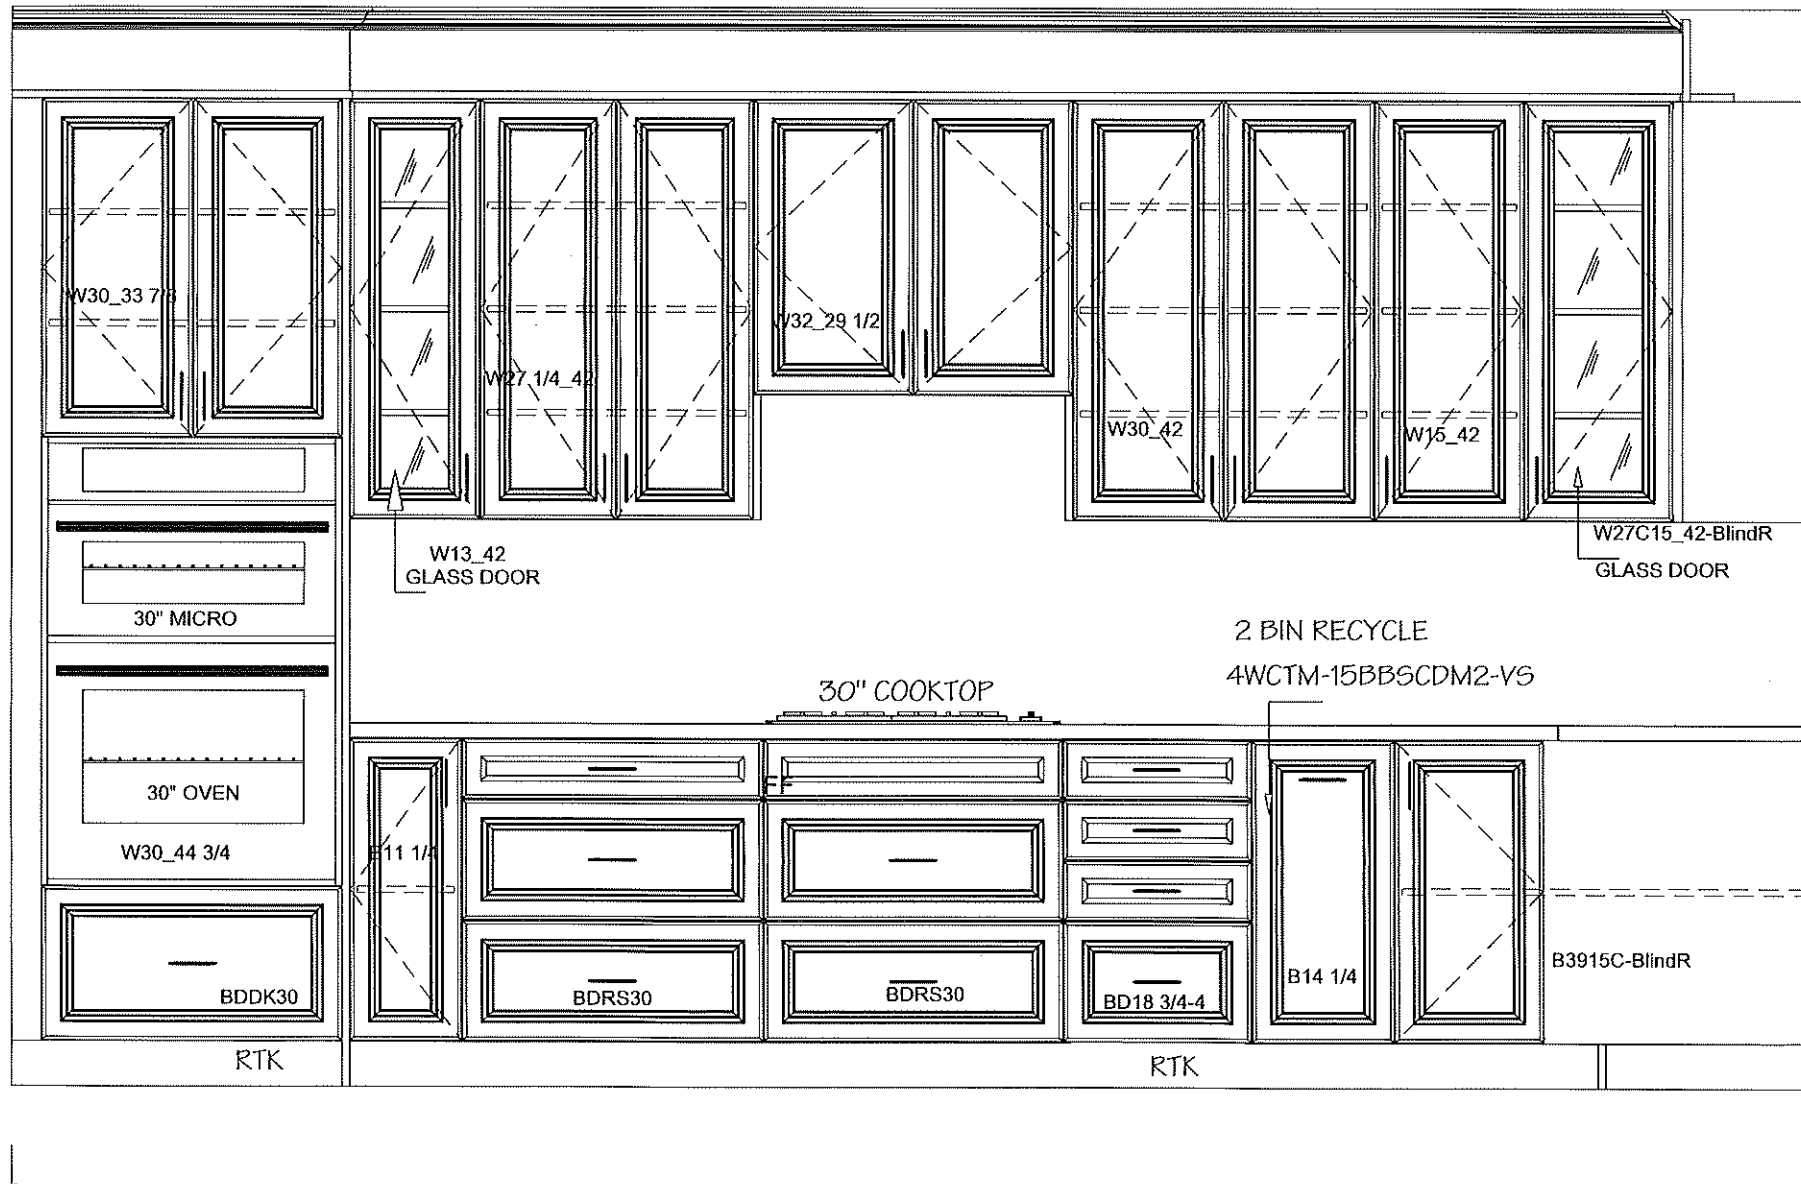 W30_33 7/8
W32_29 1/2
W27 1/4_42
W30_42
W15_42
W13_42
GLASS DOOR
W27C15_42-BlindR
GLASS DOOR
30" MICRO
2 BIN RECYCLE
4WCTM-15BBSCDM2-VS
30" COOKTOP
30" OVEN
W30_44 3/4
B11 1/4
BDDK30
BDRS30
BDRS30
BD18 3/4-4
B14 1/4
B3915C-BlindR
RTK
RTK